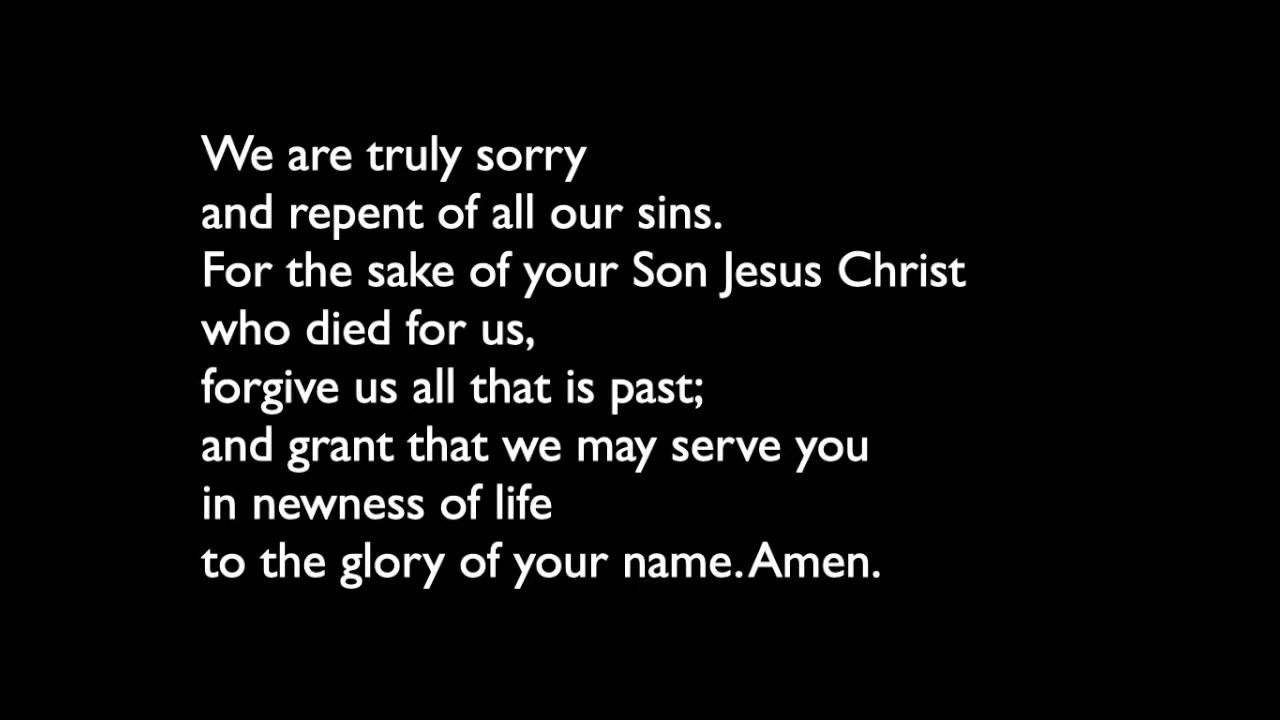 We are truly sorry
and repent of all our sins.
For the sake of your Son Jesus Christ
who died for us,
forgive us all that is past;
and grant that we may serve you
in newness of life
to the glory of your name. Amen.